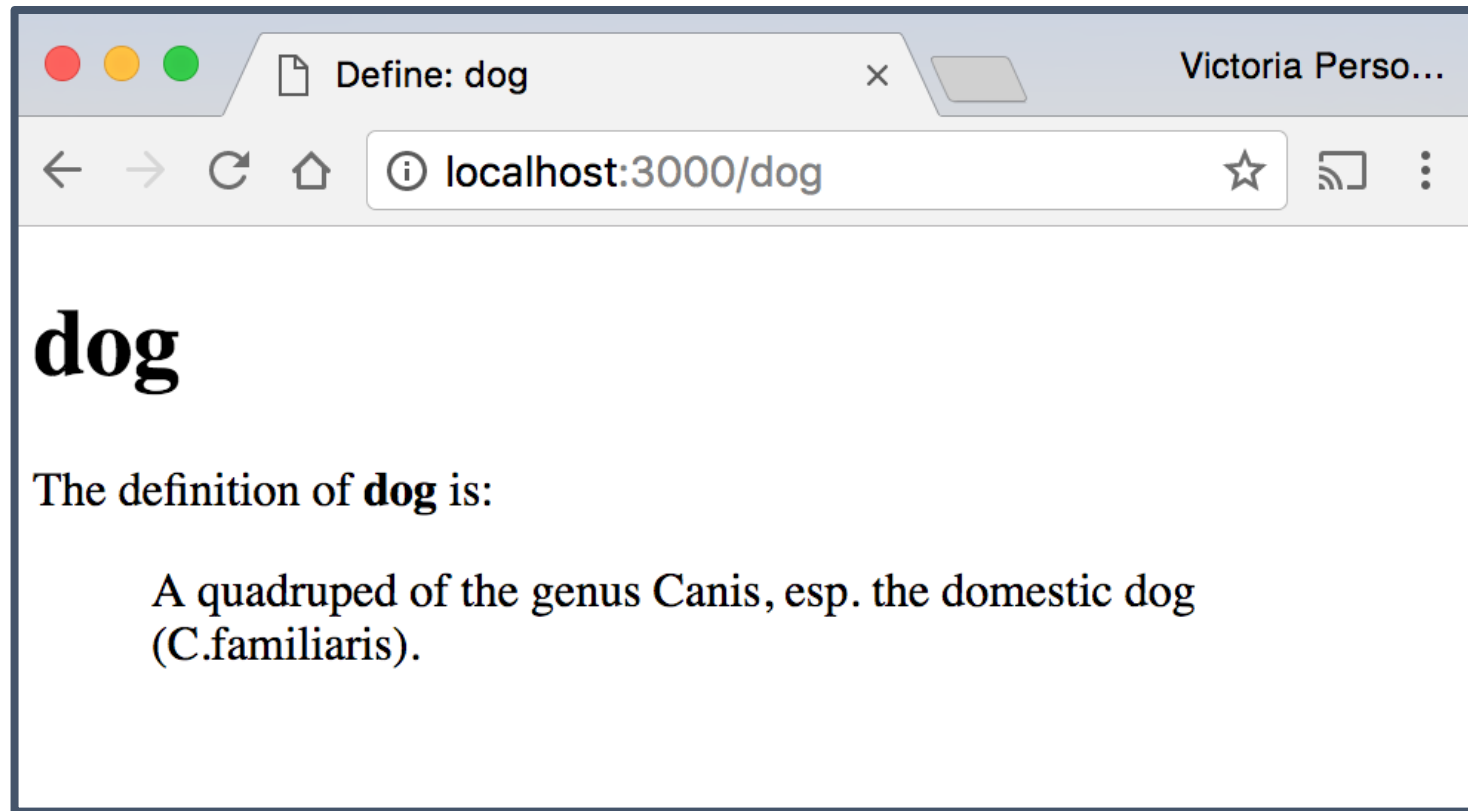 Define: dog
Victoria Perso...
localhost:3000/dog
dog
The definition of dog is:
A quadruped of the genus Canis, esp. the domestic dog
(C.familiaris).